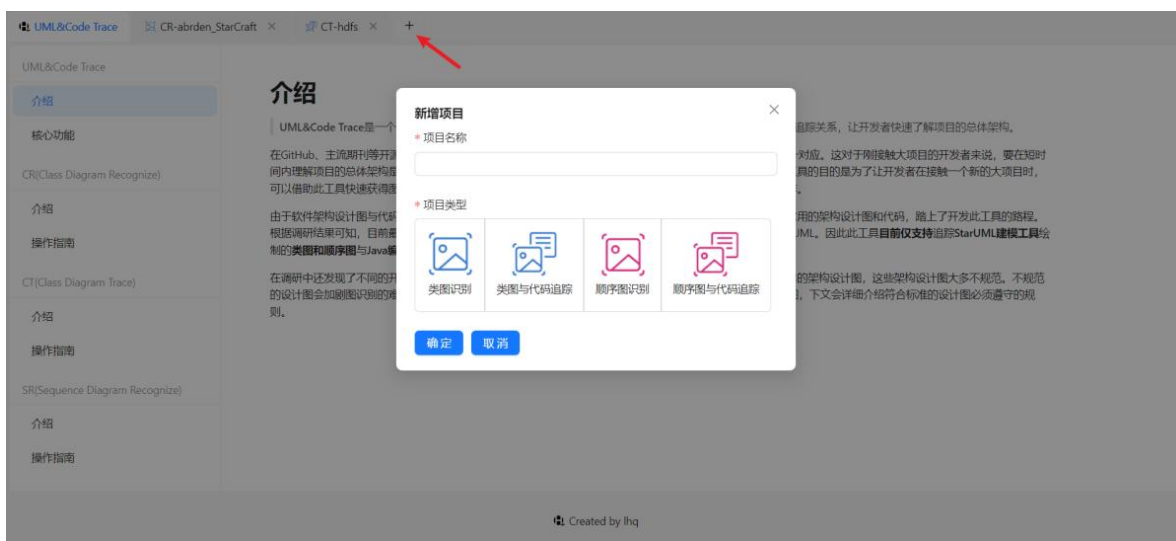 UML&Code Trace
CR-abrden_StarCraft ×
CT-hdfs ×
+
UML&Code Trace
介绍
核心功能
CR(Class Diagram Recognize)
介绍
操作指南
CT(Class Diagram Trace)
介绍
操作指南
SR(Sequence Diagram Recognize)
介绍
操作指南
介绍
UML&Code Trace是一个
追踪关系，让开发者快速了解项目的总体架构。
在GitHub、主流期刊等开源
对应。这对于刚接触大项目的开发者来说，要在短时
间内理解项目的总体架构是
具的目的是为了让开发者在接触一个新的大项目时，
可以借助此工具快速获得图
由于软件架构设计图与代码
用的架构设计图和代码，踏上了开发此工具的路程。
根据调研结果可知，目前最
UML。因此此工具目前仅支持追踪StarUML建模工具绘
制的类图和顺序图与Java编
在调研中还发现了不同的开
的架构设计图，这些架构设计图大多不规范。不规范
的设计图会加剧图识别的难
，下文会详细介绍符合标准的设计图必须遵守的规
则。
新增项目
* 项目名称
* 项目类型
类图识别
类图与代码追踪
顺序图识别
顺序图与代码追踪
确定
取消
Created by lhq